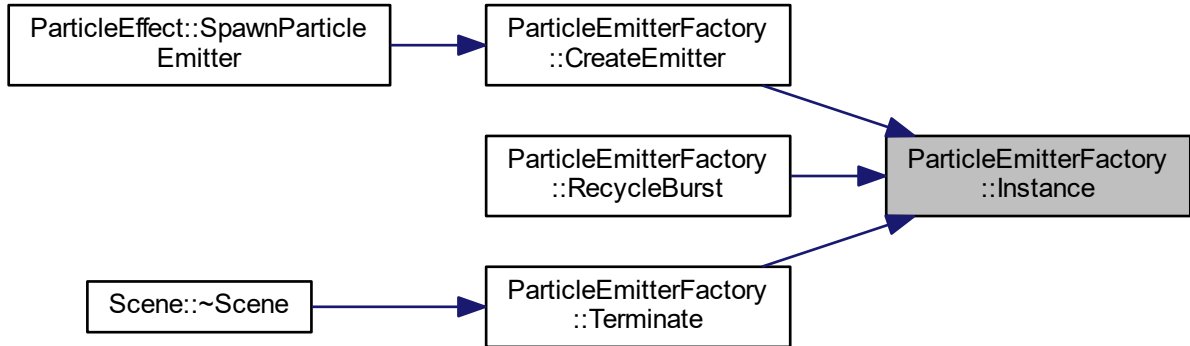 ParticleEffect::SpawnParticle
Emitter
ParticleEmitterFactory
::CreateEmitter
ParticleEmitterFactory
::RecycleBurst
ParticleEmitterFactory
::Instance
Scene::~Scene
ParticleEmitterFactory
::Terminate